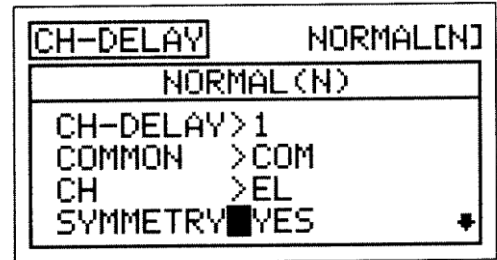 CH-DELAY NORMAL[N]
NORMAL(N)
CH-DELAY>1
COMMON >COM
CH >EL
SYMMETRY YES